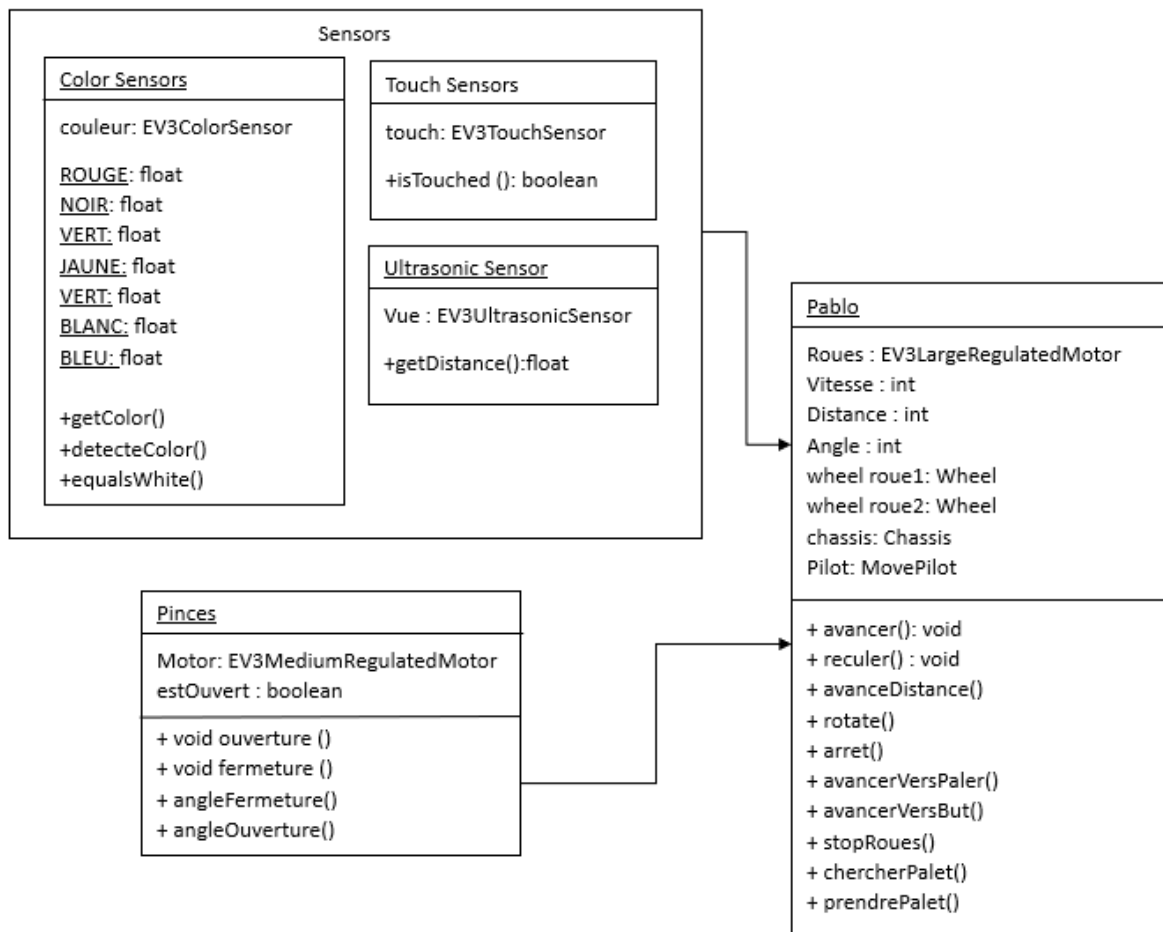 Sensors
Color Sensors
couleur: EV3ColorSensor
ROUGE: float
NOIR: float
VERT: float
JAUNE: float
VERT: float
BLANC: float
BLEU: float
+getColor()
+detecteColor()
+equalsWhite()
Touch Sensors
touch: EV3TouchSensor
+isTouched (): boolean
Ultrasonic Sensor
Vue : EV3UltrasonicSensor
+getDistance():float
Pinces
Motor: EV3MediumRegulatedMotor
estOuvert : boolean
+ void ouverture ()
+ void fermeture ()
+ angleFermeture()
+ angleOuverture()
Pablo
Roues : EV3LargeRegulatedMotor
Vitesse : int
Distance : int
Angle : int
wheel roue1: Wheel
wheel roue2: Wheel
chassis: Chassis
Pilot: MovePilot
+ avancer(): void
+ reculer() : void
+ avanceDistance()
+ rotate()
+ arret()
+ avancerVersPaler()
+ avancerVersBut()
+ stopRoues()
+ chercherPalet()
+ prendrePalet()